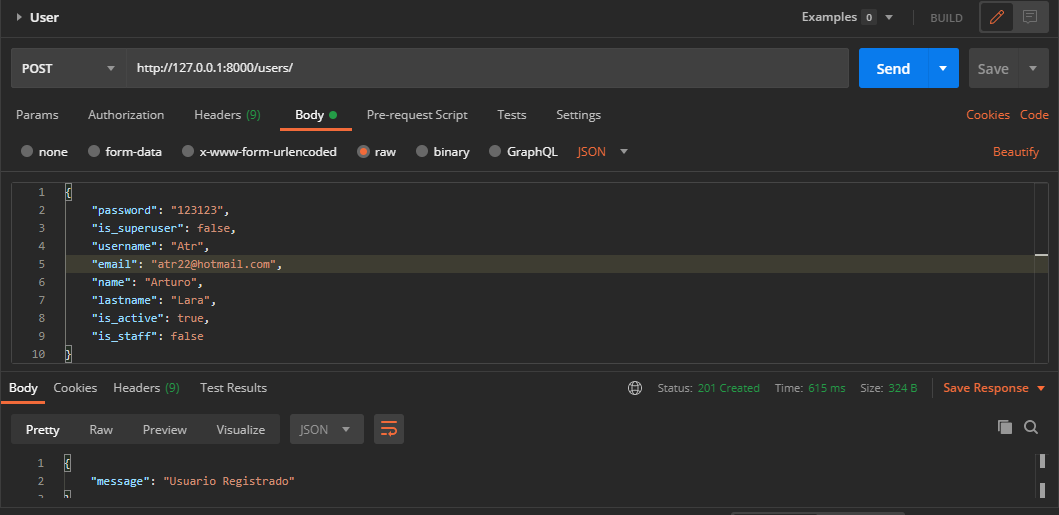 User
Examples 0
BUILD
POST
http://127.0.0.1:8000/users/
Send
Save
Params Authorization Headers (9) Body Pre-request Script Tests Settings Cookies Code
none form-data x-www-form-urlencoded raw binary GraphQL JSON Beautify
1 {
2 "password": "123123",
3 "is_superuser": false,
4 "username": "Atr",
5 "email": "atr22@hotmail.com",
6 "name": "Arturo",
7 "lastname": "Lara",
8 "is_active": true,
9 "is_staff": false
10 }
Body Cookies Headers (9) Test Results Status: 201 Created Time: 615 ms Size: 324 B Save Response
Pretty Raw Preview Visualize JSON
1 {
2 "message": "Usuario Registrado"
3 }